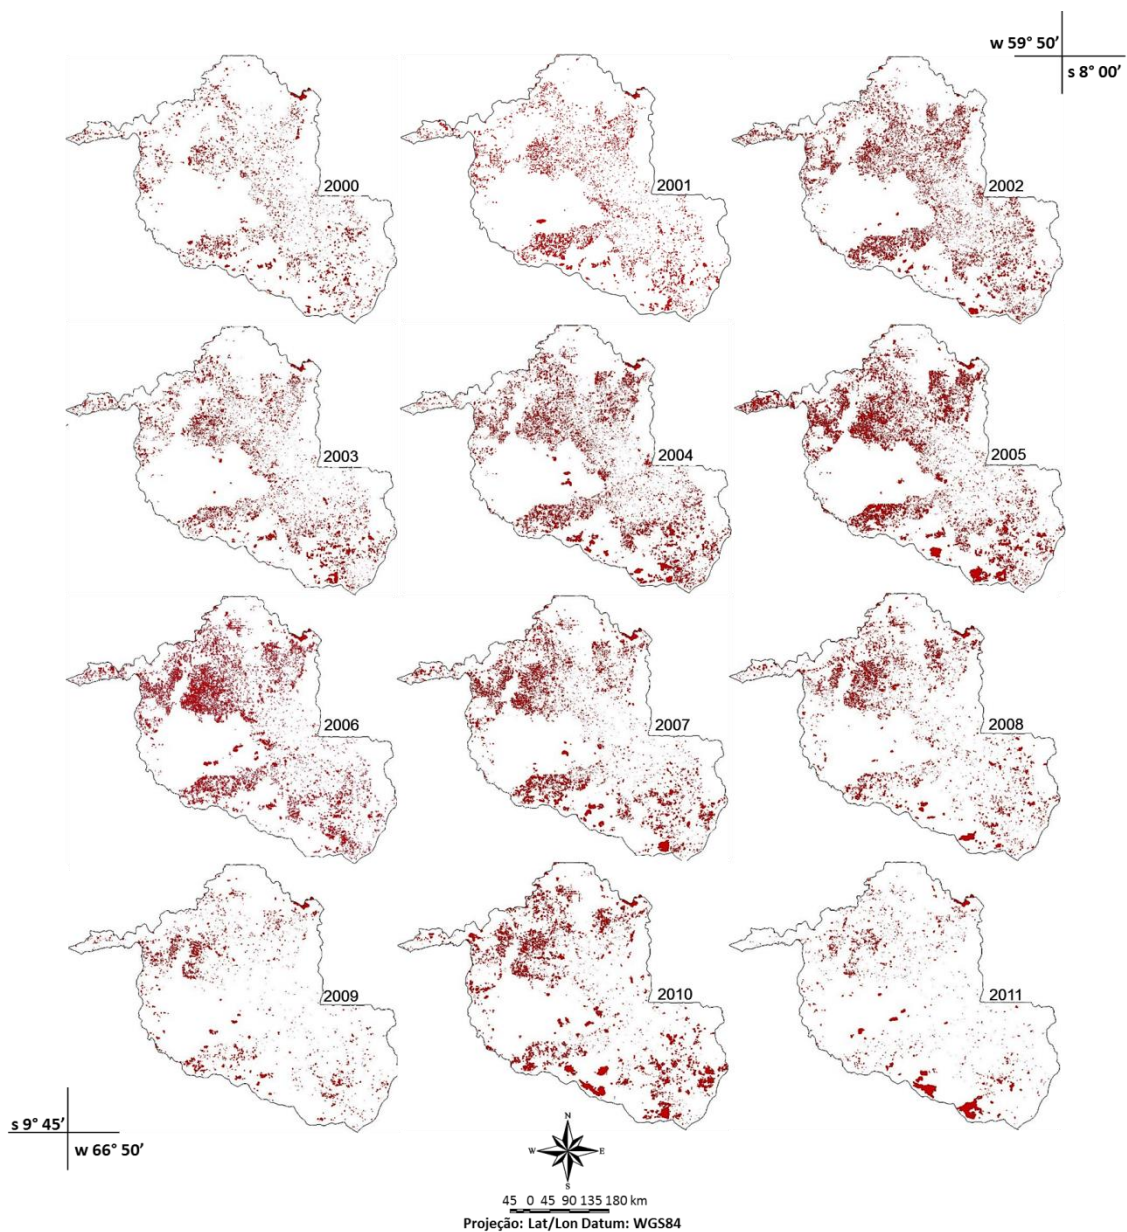 w 59° 50’
s 8° 00’
2000
2001
2002
2003
2004
2005
2006
2007
2008
2009
2010
2011
s 9° 45’
w 66° 50’
N
W E
S
45 0 45 90 135 180 km
Projeção: Lat/Lon Datum: WGS84